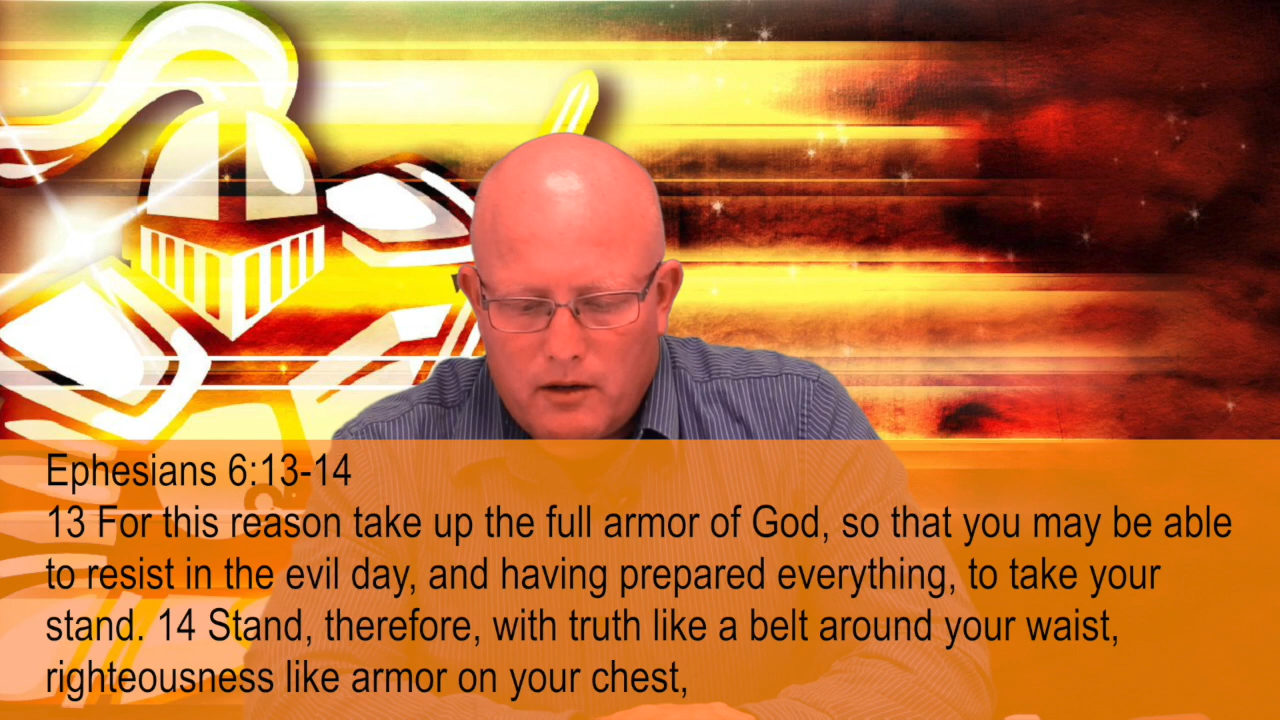 Ephesians 6:13-14
13 For this reason take up the full armor of God, so that you may be able
to resist in the evil day, and having prepared everything, to take your
stand. 14 Stand, therefore, with truth like a belt around your waist,
righteousness like armor on your chest,